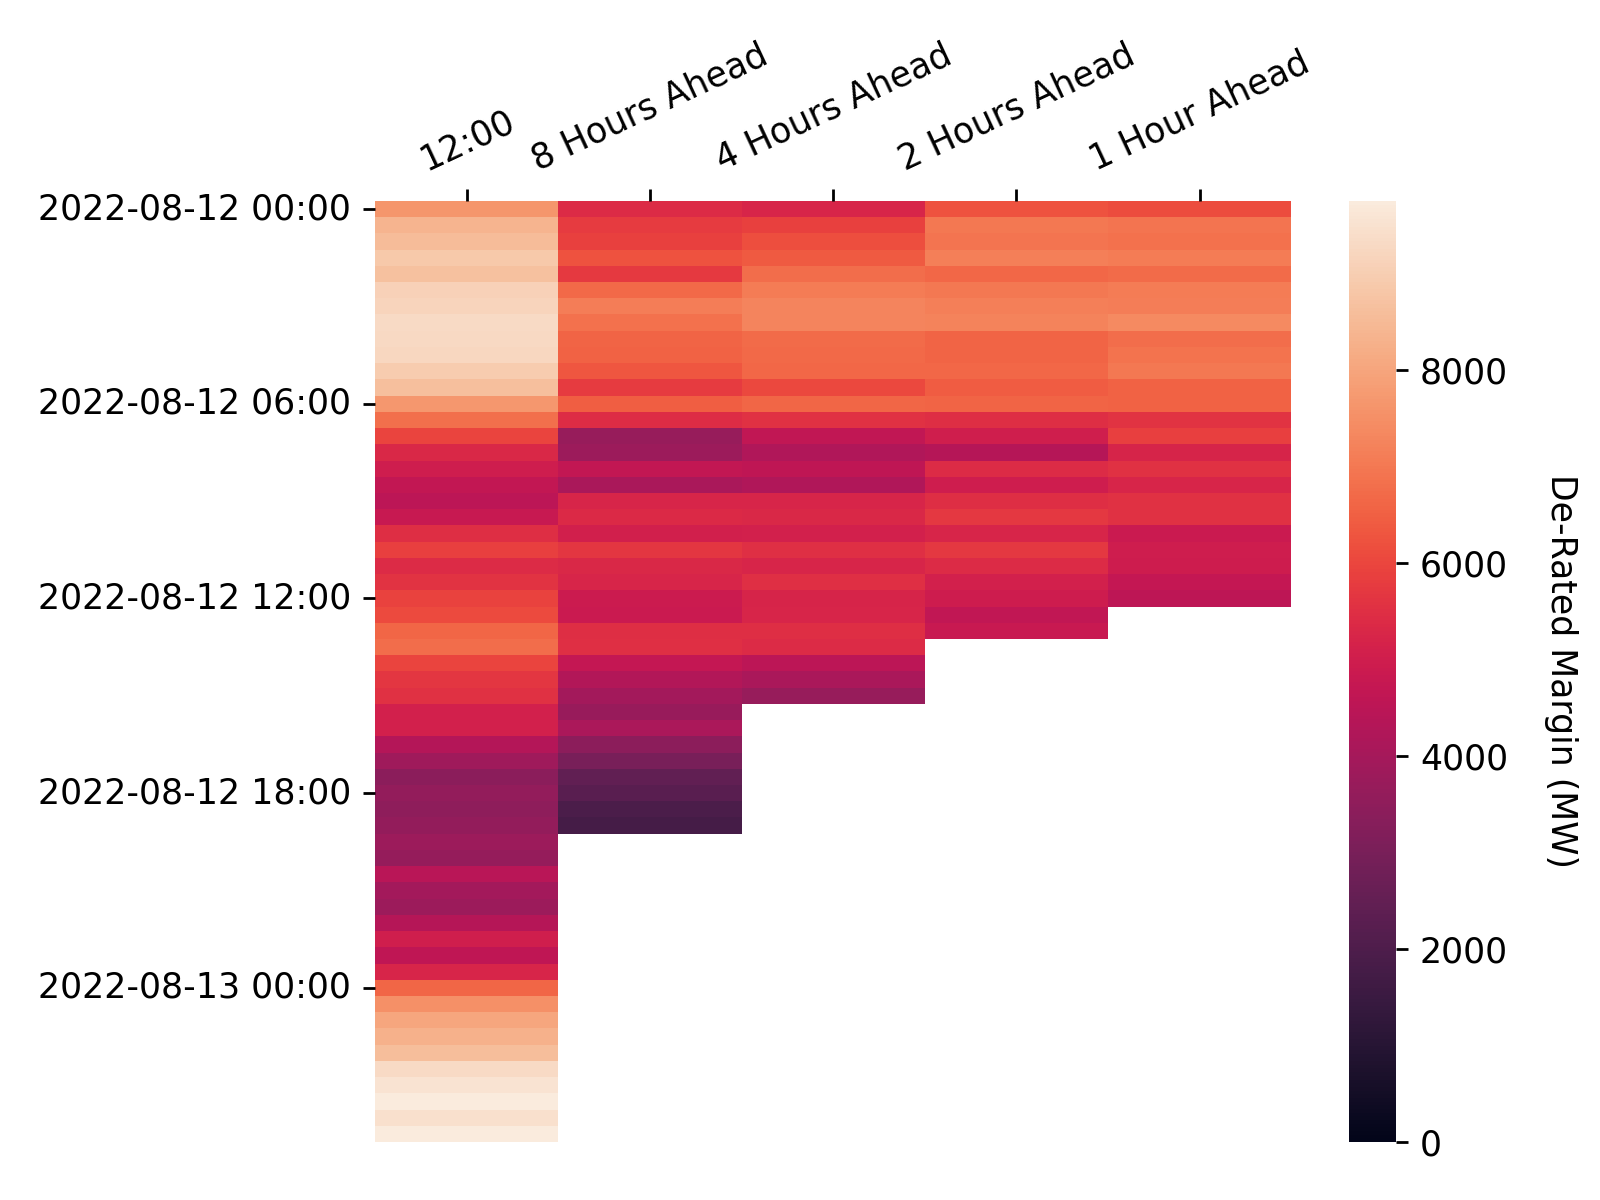 12:00
8 Hours Ahead
4 Hours Ahead
2 Hours Ahead
1 Hour Ahead
2022-08-12 00:00
2022-08-12 06:00
2022-08-12 12:00
2022-08-12 18:00
2022-08-13 00:00
8000
6000
4000
2000
0
De-Rated Margin (MW)